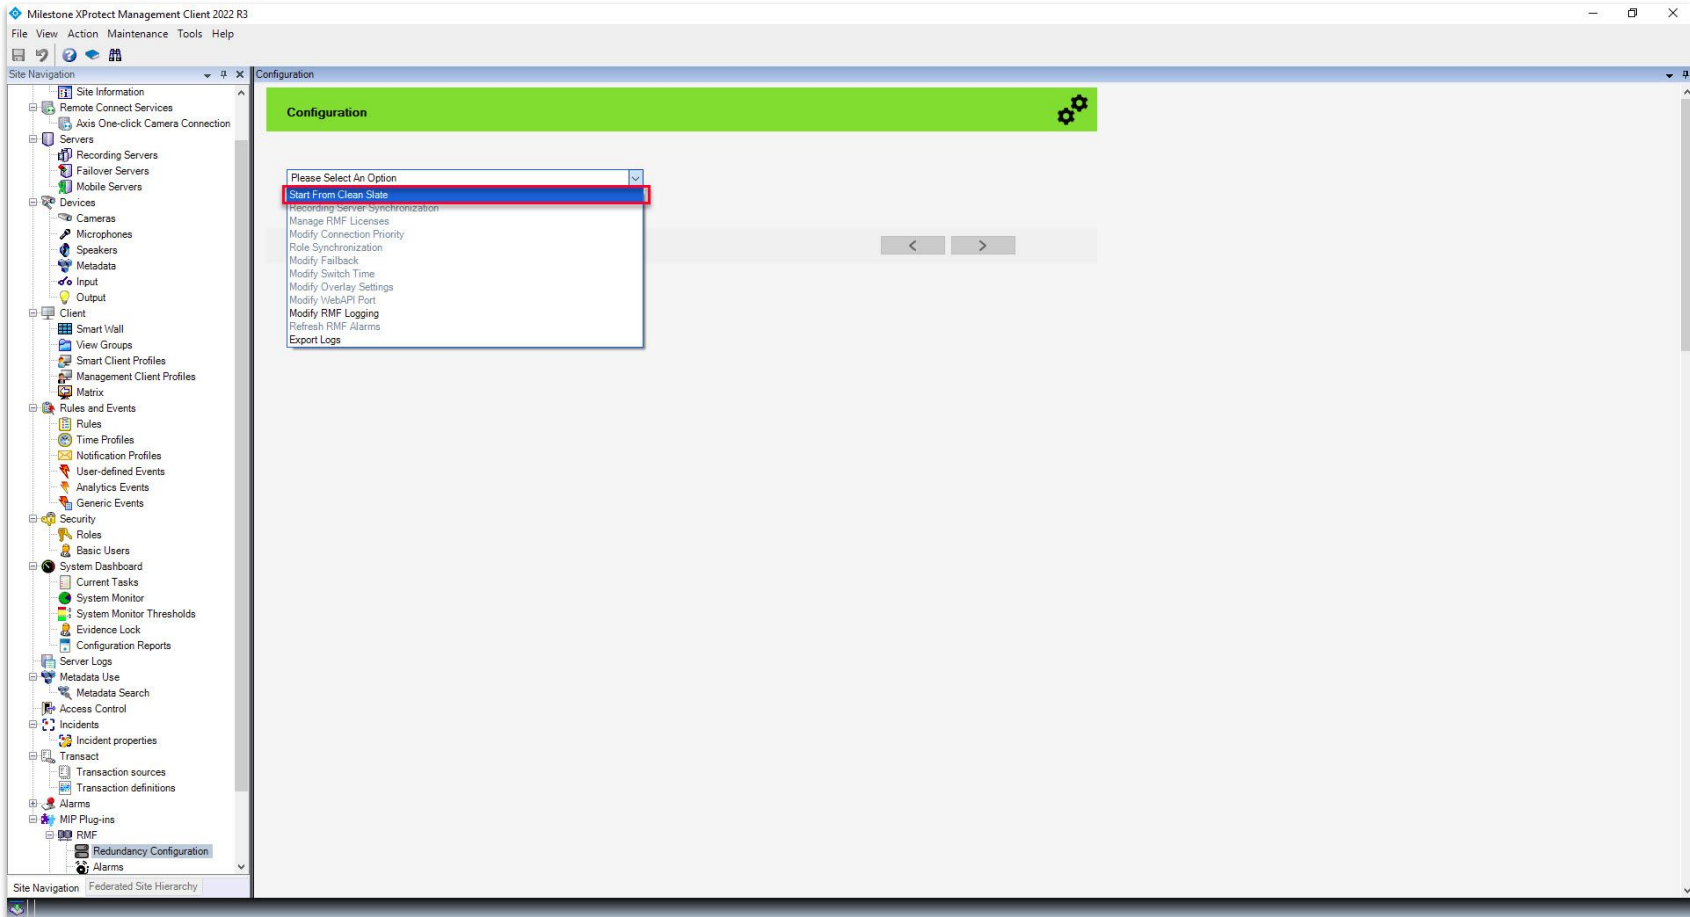 Milestone XProtect Management Client 2022 R3
File View Action Maintenance Tools Help
Site Navigation
Site Information
Remote Connect Services
Axis One-click Camera Connection
Servers
Recording Servers
Failover Servers
Mobile Servers
Devices
Cameras
Microphones
Speakers
Metadata
Input
Output
Client
Smart Wall
View Groups
Smart Client Profiles
Management Client Profiles
Matrix
Rules and Events
Rules
Time Profiles
Notification Profiles
User-defined Events
Analytics Events
Generic Events
Security
Roles
Basic Users
System Dashboard
Current Tasks
System Monitor
System Monitor Thresholds
Evidence Lock
Configuration Reports
Server Logs
Metadata Use
Metadata Search
Access Control
Incidents
Incident properties
Transact
Transaction sources
Transaction definitions
Alarms
MIP Plug-ins
RMF
Redundancy Configuration
Alarms
Site Navigation Federated Site Hierarchy
Configuration
Configuration
Please Select An Option
Start From Clean Slate
Recording Server Synchronization
Manage RMF Licenses
Modify Connection Priority
Role Synchronization
Modify Failback
Modify Switch Time
Modify Overlay Settings
Modify WebAPI Port
Modify RMF Logging
Refresh RMF Alarms
Export Logs
< >